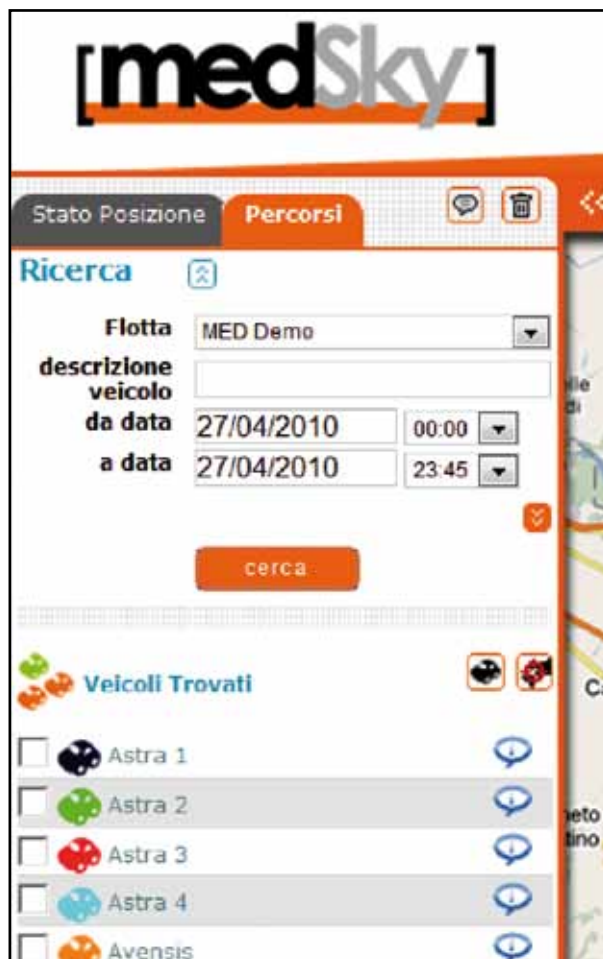 [medSky]
Stato Posizione Percorsi <<
Ricerca
Flotta MED Demo
descrizione veicolo
da data 27/04/2010 00:00
a data 27/04/2010 23:45
cerca
Veicoli Trovati
Astra 1
Astra 2
Astra 3
Astra 4
Avensis